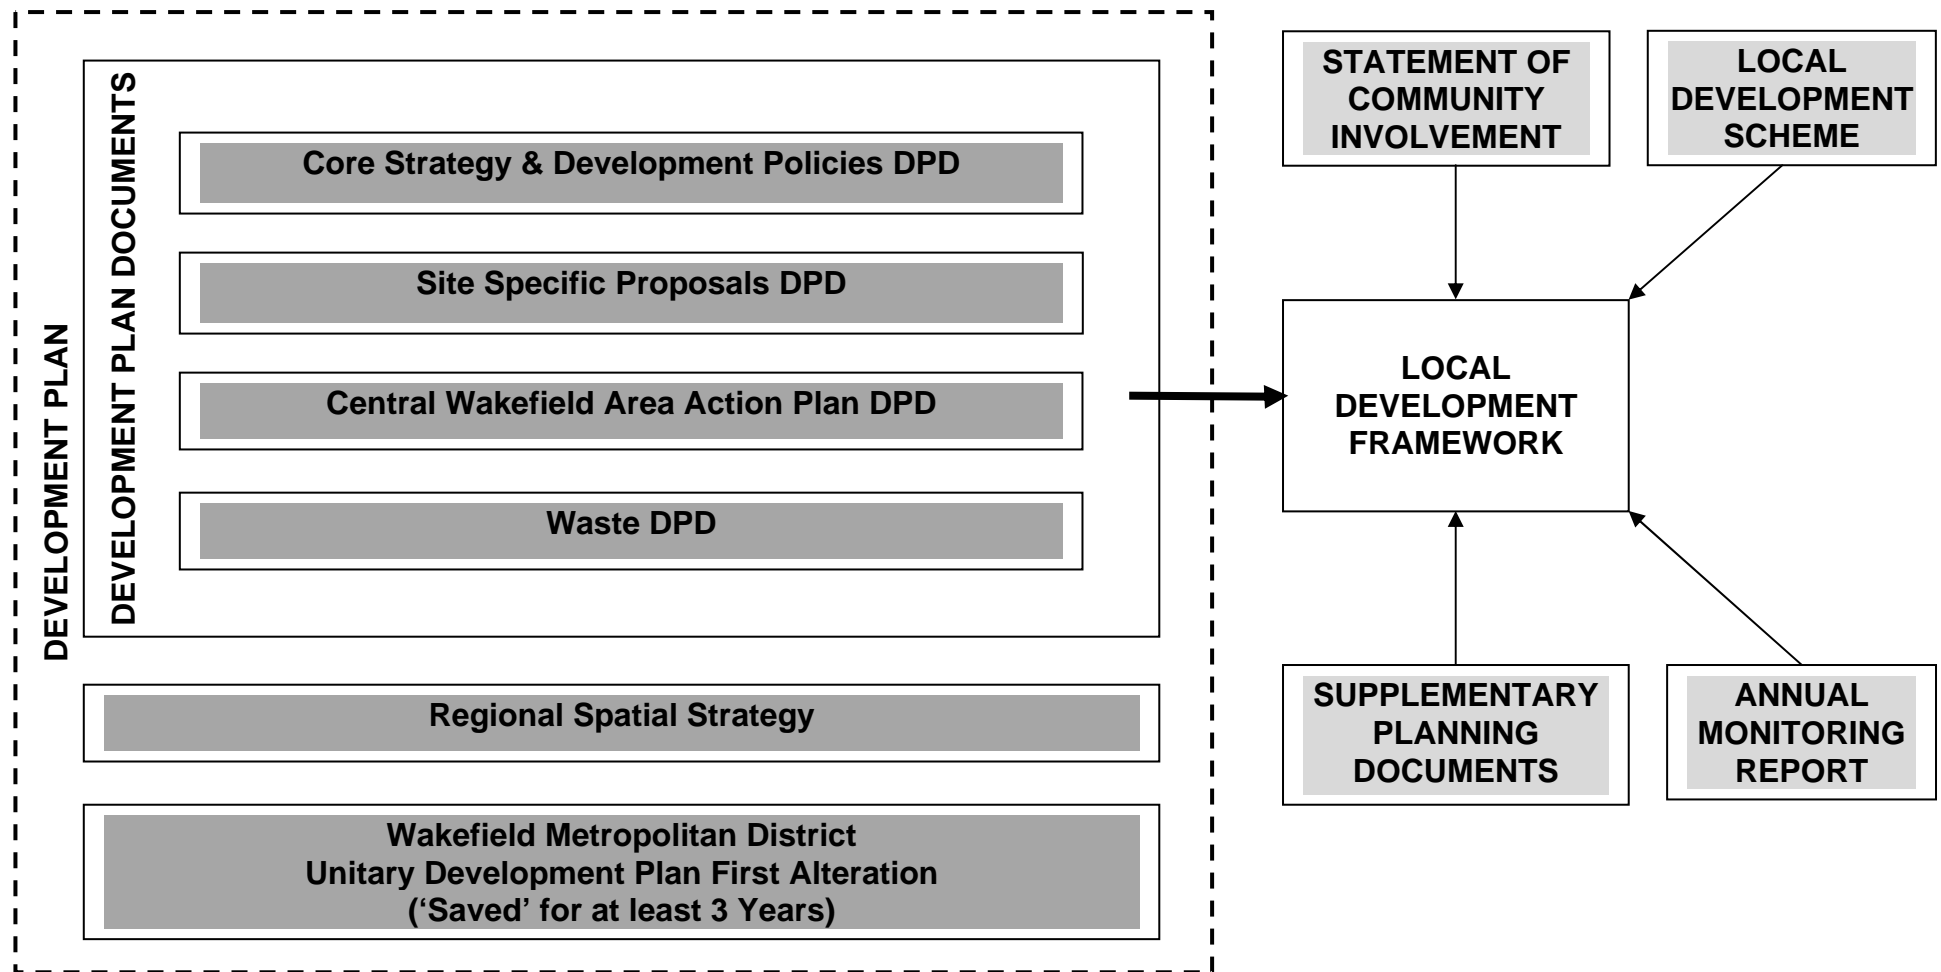 DEVELOPMENT PLAN
DEVELOPMENT PLAN DOCUMENTS
Core Strategy & Development Policies DPD
Site Specific Proposals DPD
Central Wakefield Area Action Plan DPD
Waste DPD
Regional Spatial Strategy
Wakefield Metropolitan District
Unitary Development Plan First Alteration
(‘Saved’ for at least 3 Years)
STATEMENT OF
COMMUNITY
INVOLVEMENT
LOCAL
DEVELOPMENT
SCHEME
LOCAL
DEVELOPMENT
FRAMEWORK
SUPPLEMENTARY
PLANNING
DOCUMENTS
ANNUAL
MONITORING
REPORT